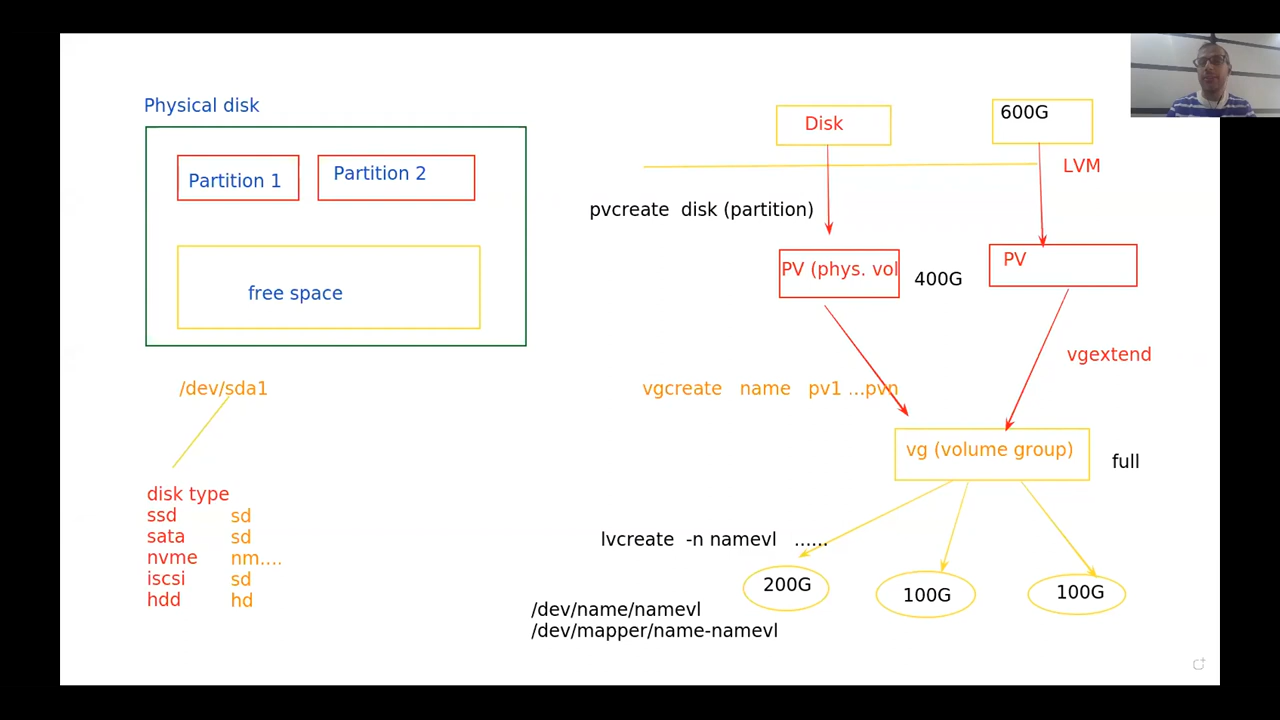 Physical disk
Partition 1
Partition 2
free space
/dev/sda1
disk type
ssd sd
sata sd
nvme nm....
iscsi sd
hdd hd
Disk
600G
LVM
pvcreate disk (partition)
PV (phys. vol
400G
PV
vgextend
vgcreate name pv1 ...pvn
vg (volume group)
full
lvcreate -n namevl ......
200G
100G
100G
/dev/name/namevl
/dev/mapper/name-namevl